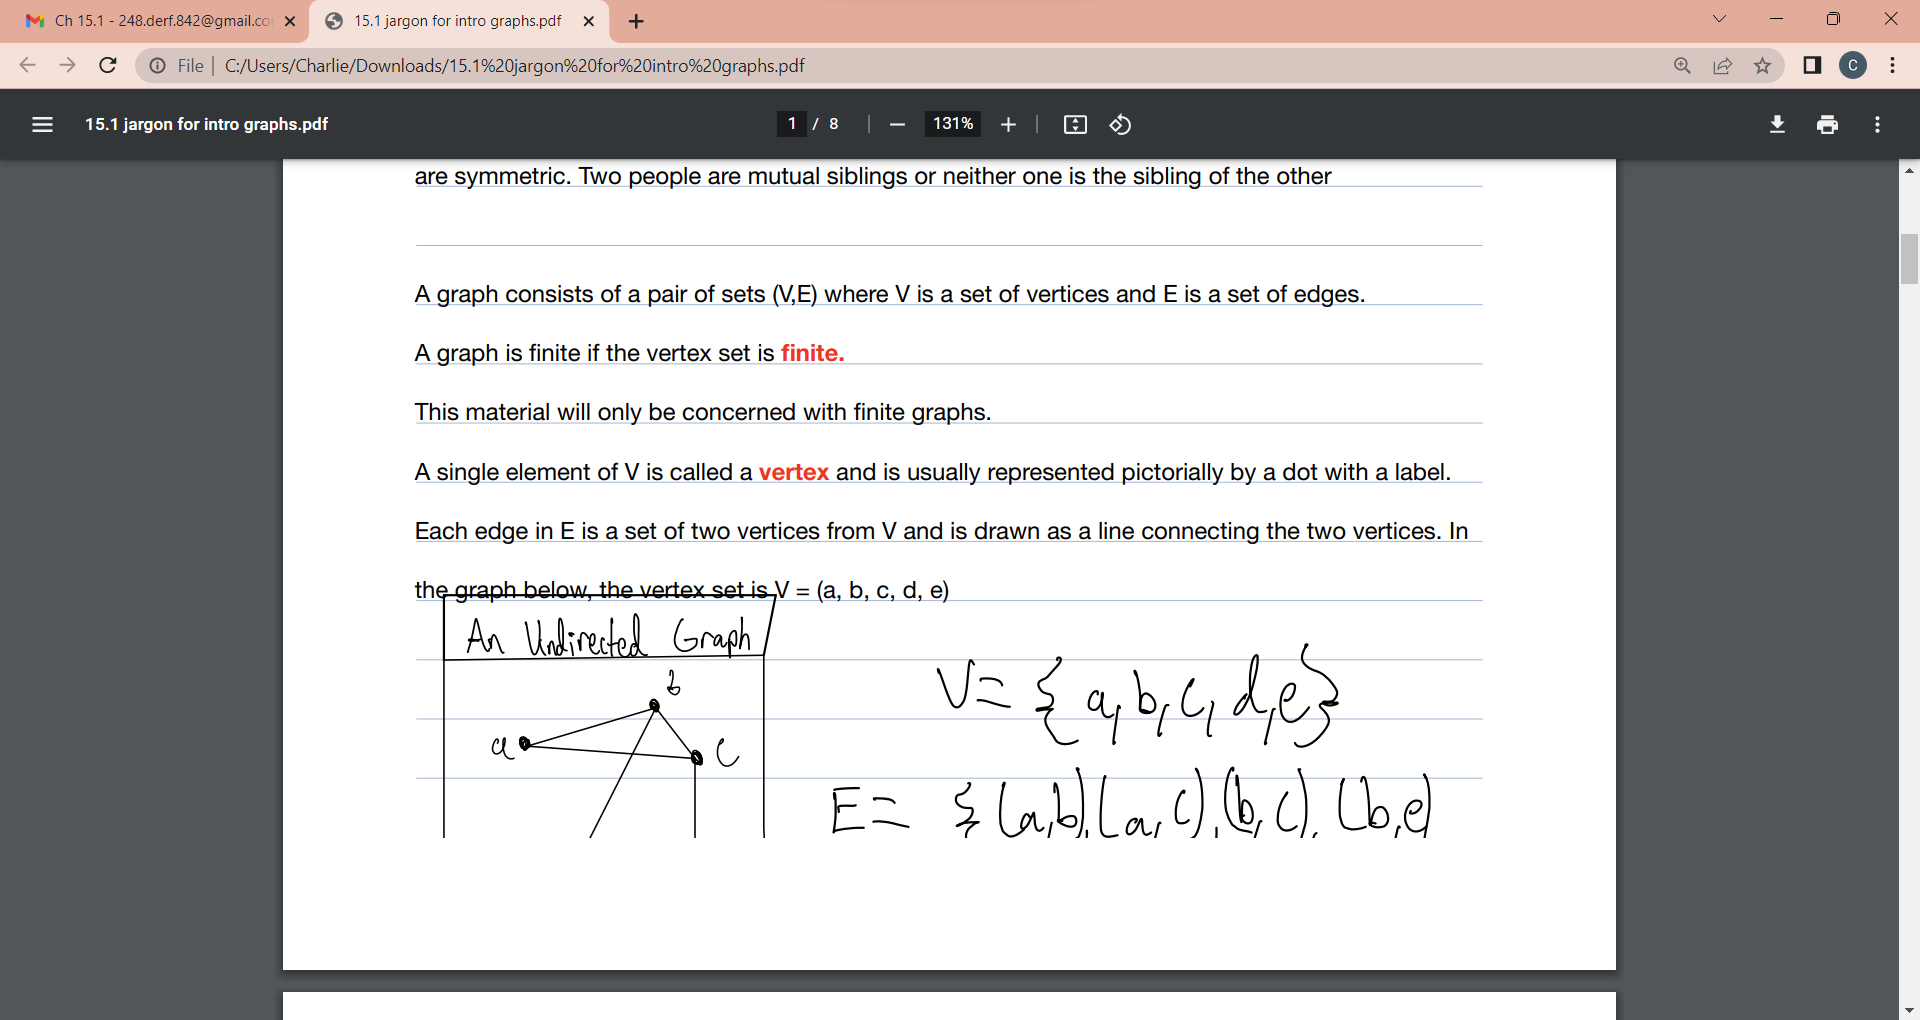 Ch 15.1 - 248.derf.842@gmail.co
15.1 jargon for intro graphs.pdf
File | C:/Users/Charlie/Downloads/15.1%20jargon%20for%20intro%20graphs.pdf
C
15.1 jargon for intro graphs.pdf
1 / 8
131%
are symmetric. Two people are mutual siblings or neither one is the sibling of the other
A graph consists of a pair of sets (V,E) where V is a set of vertices and E is a set of edges.
A graph is finite if the vertex set is finite.
This material will only be concerned with finite graphs.
A single element of V is called a vertex and is usually represented pictorially by a dot with a label.
Each edge in E is a set of two vertices from V and is drawn as a line connecting the two vertices. In
the graph below, the vertex set is V = (a, b, c, d, e)
An Undirected Graph
b
a
c
V= { a,b,c,d,e}
E= { (a,b),(a,c),(b,c),(b,e)